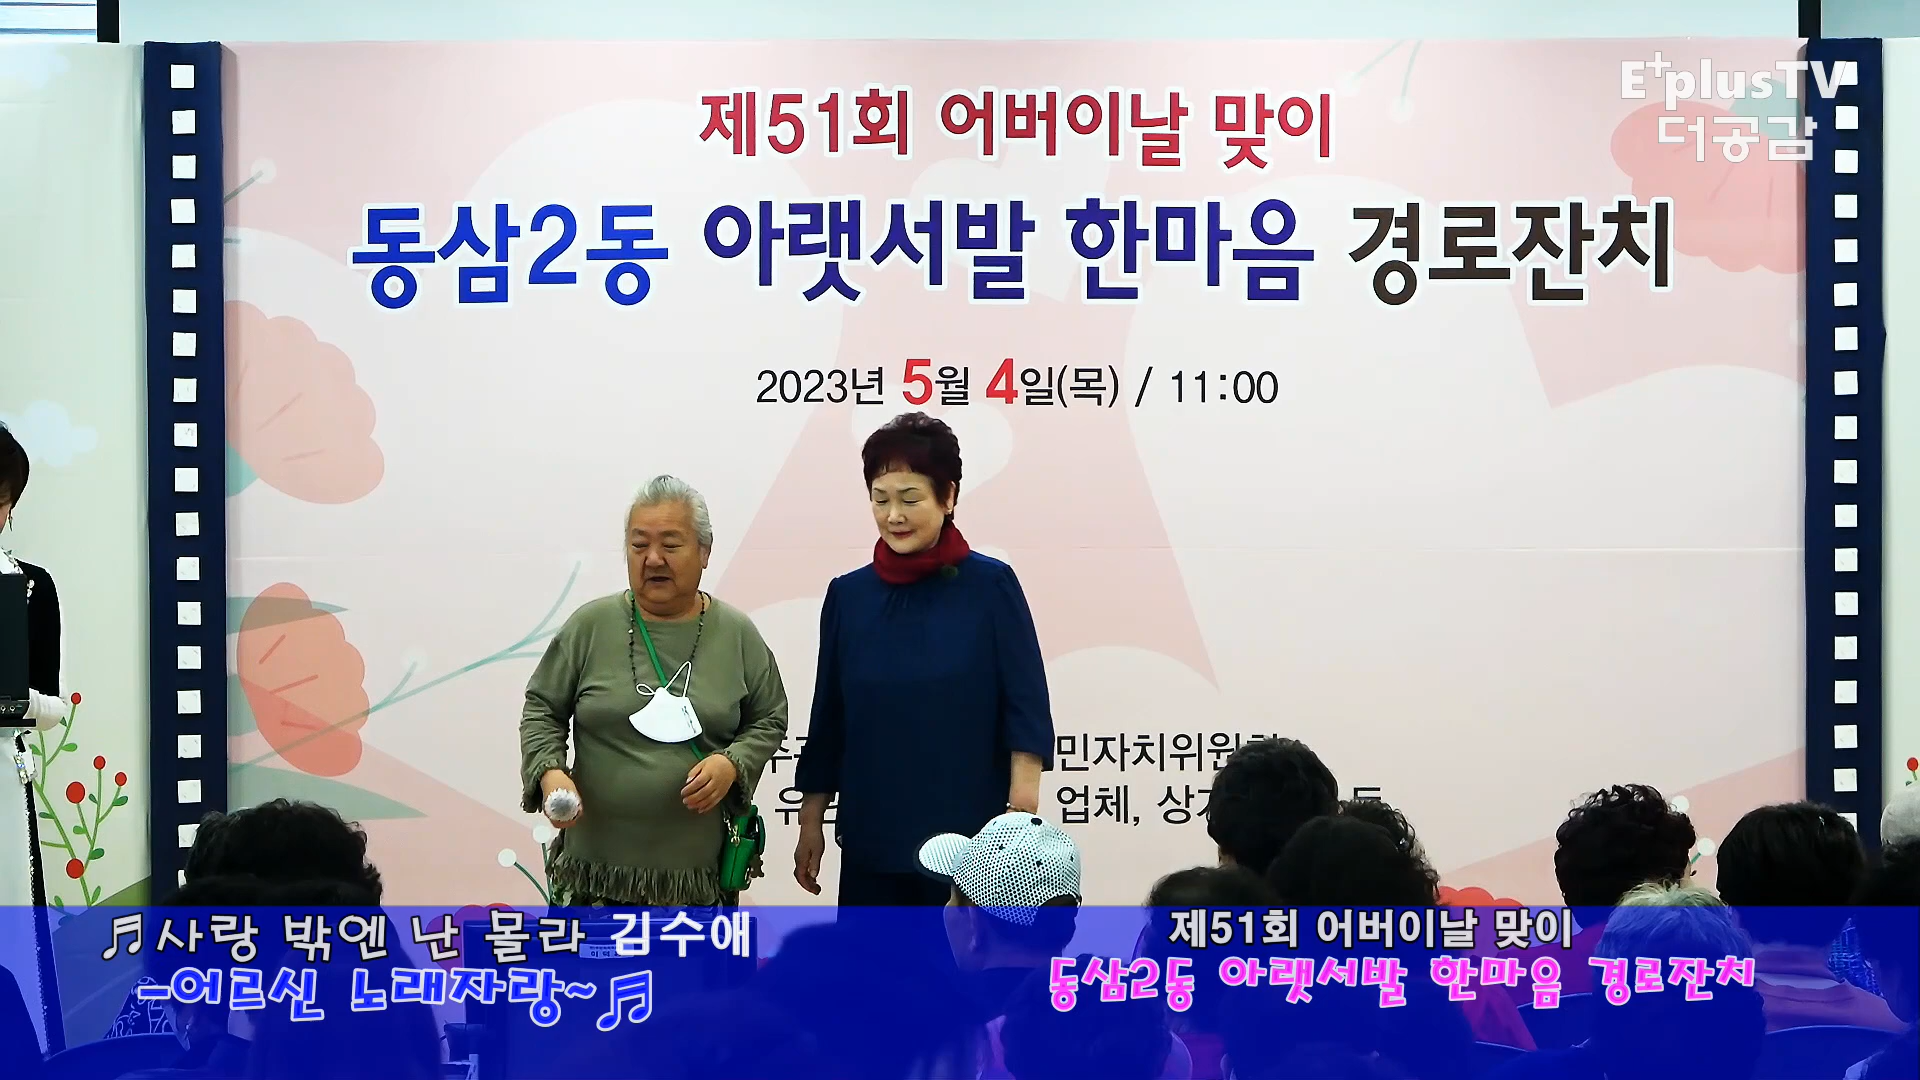 E+plusTV
더공감
제51회 어버이날 맞이
동삼2동 아랫서발 한마음 경로잔치
2023년 5월 4일(목) / 11:00
민자치위원회
업체, 상가
♬사랑 밖엔 난 몰라 김수애
-어르신 노래자랑~♬
제51회 어버이날 맞이
동삼2동 아랫서발 한마음 경로잔치